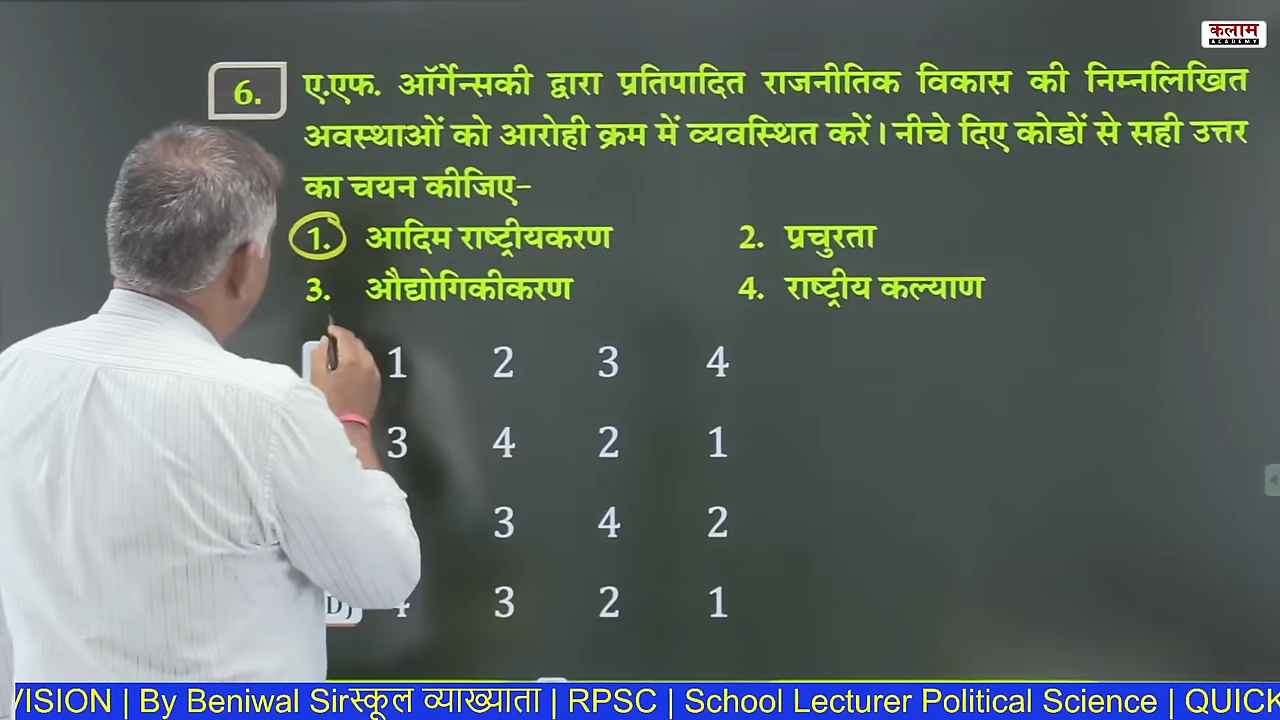 कलाम
ACADEMY
6. ए.एफ. ऑर्गेन्सकी द्वारा प्रतिपादित राजनीतिक विकास की निम्नलिखित
अवस्थाओं को आरोही क्रम में व्यवस्थित करें। नीचे दिए कोडों से सही उत्तर
का चयन कीजिए-
1. आदिम राष्ट्रीयकरण 2. प्रचुरता
3. औद्योगिकीकरण 4. राष्ट्रीय कल्याण
1 2 3 4
3 4 2 1
3 4 2
D) 4 3 2 1
VISION | By Beniwal Sirस्कूल व्याख्याता | RPSC | School Lecturer Political Science | QUICK